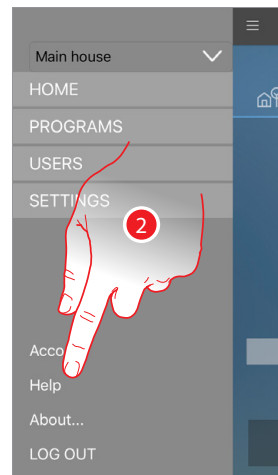 Main house
HOME
PROGRAMS
USERS
SETTINGS
2
Acco
Help
About...
LOG OUT